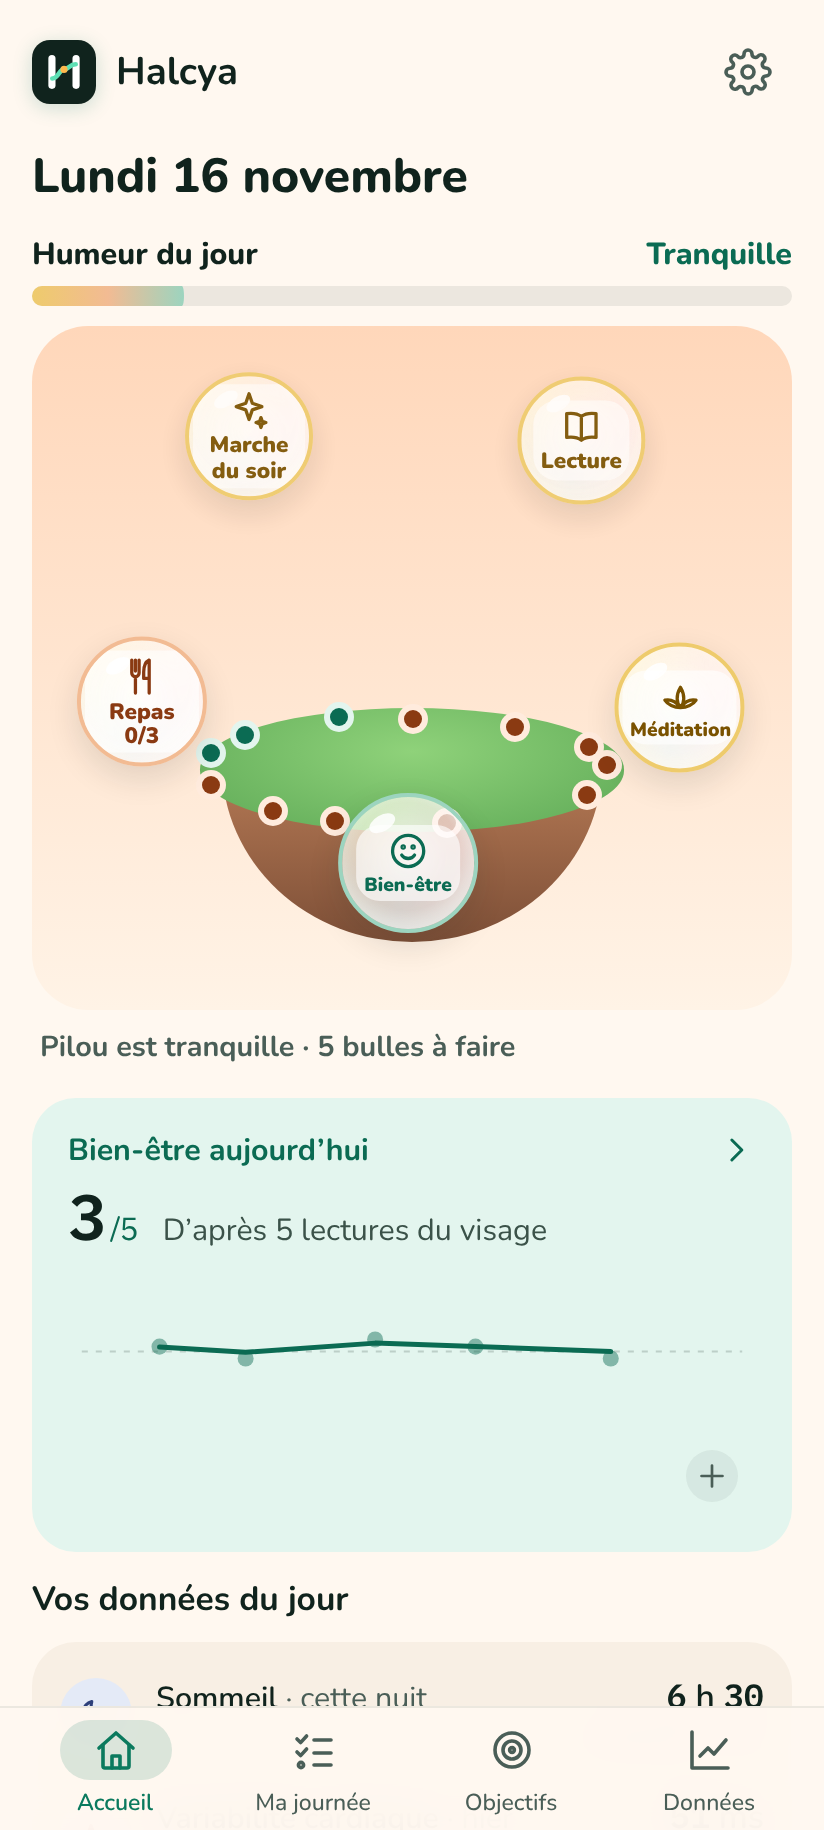 Halcya
Lundi 16 novembre
Humeur du jour
Tranquille
Marche
du soir
Lecture
Repas
0/3
Méditation
Bien-être
Pilou est tranquille · 5 bulles à faire
Bien-être aujourd’hui
3/5 D’après 5 lectures du visage
Vos données du jour
Sommeil · cette nuit 6 h 30
Accueil
Ma journée
Objectifs
Données